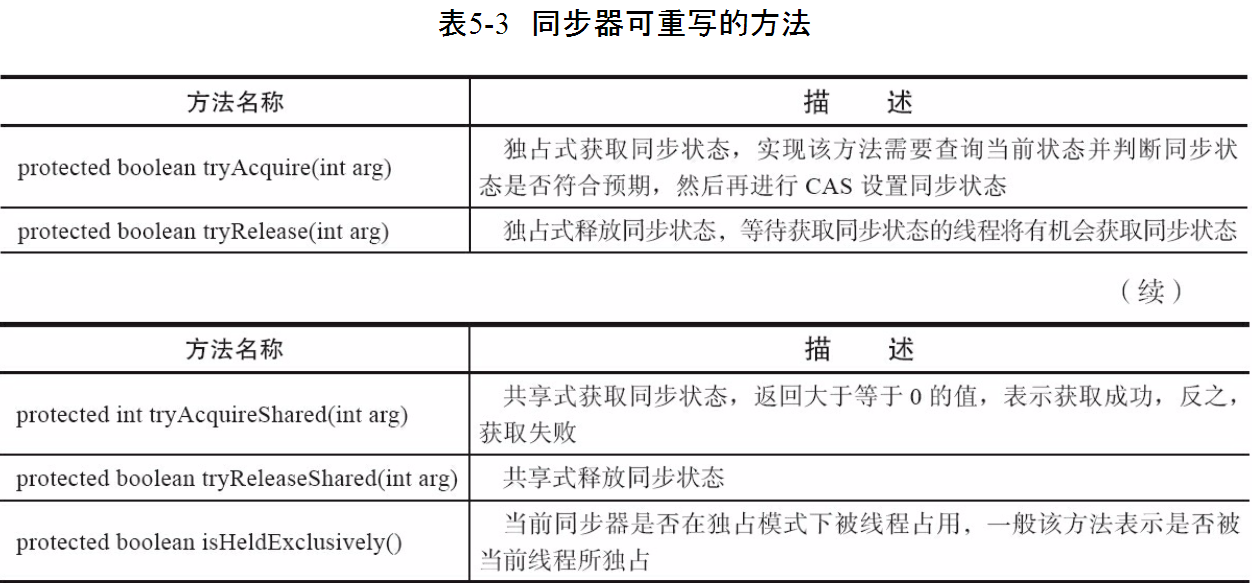 表5-3 同步器可重写的方法
方法名称 描 述
protected boolean tryAcquire(int arg) 独占式获取同步状态，实现该方法需要查询当前状态并判断同步状
态是否符合预期，然后再进行 CAS 设置同步状态
protected boolean tryRelease(int arg) 独占式释放同步状态，等待获取同步状态的线程将有机会获取同步状态
（续）
方法名称 描 述
protected int tryAcquireShared(int arg) 共享式获取同步状态，返回大于等于 0 的值，表示获取成功，反之，
获取失败
protected boolean tryReleaseShared(int arg) 共享式释放同步状态
protected boolean isHeldExclusively() 当前同步器是否在独占模式下被线程占用，一般该方法表示是否被
当前线程所独占